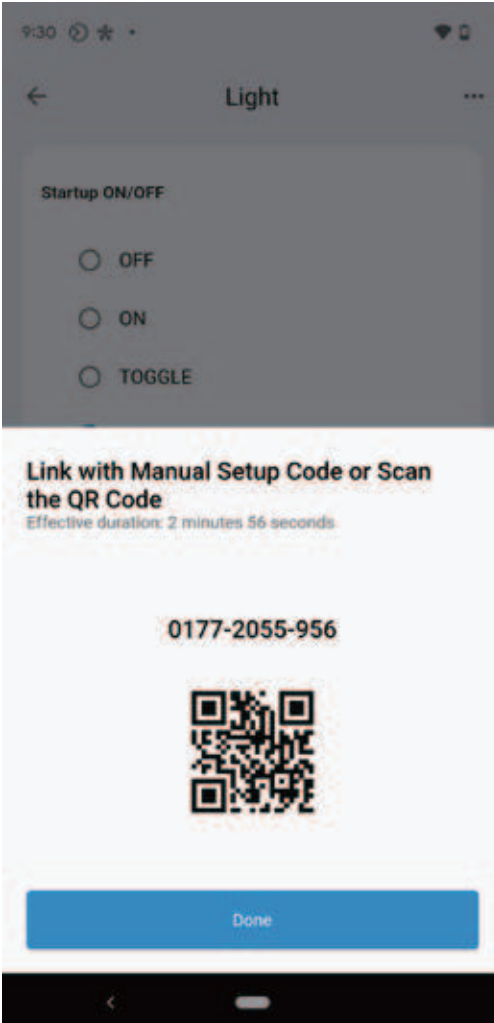 9:30
Light
Startup ON/OFF
OFF
ON
TOGGLE
Link with Manual Setup Code or Scan
the QR Code
Effective duration: 2 minutes 56 seconds
0177-2055-956
Done